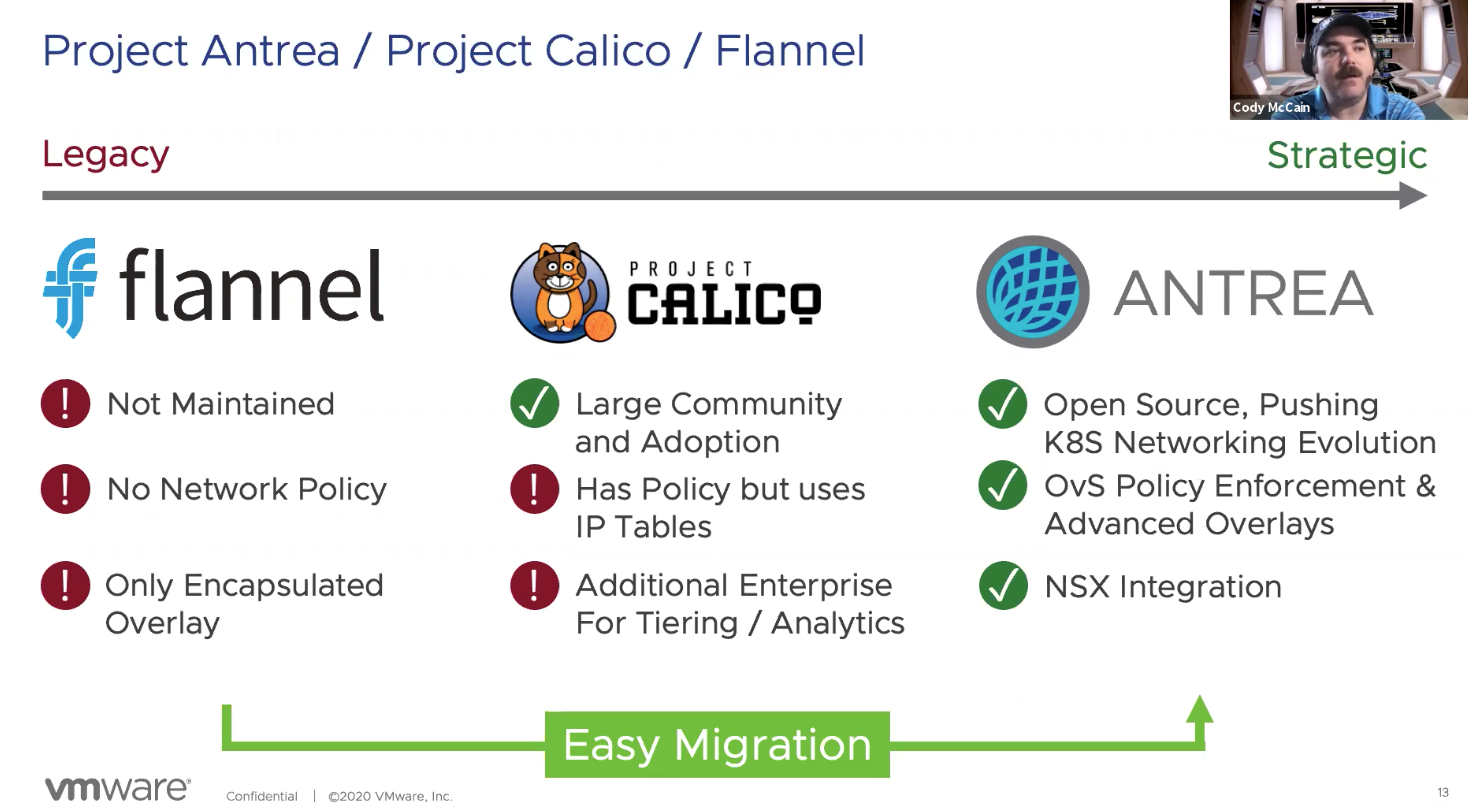 Project Antrea / Project Calico / Flannel
Cody McCain
Legacy
Strategic
flannel
PROJECT
CALICO
ANTREA
! Not Maintained
! No Network Policy
! Only Encapsulated
Overlay
✓ Large Community
and Adoption
! Has Policy but uses
IP Tables
! Additional Enterprise
For Tiering / Analytics
✓ Open Source, Pushing
K8S Networking Evolution
✓ OvS Policy Enforcement &
Advanced Overlays
✓ NSX Integration
Easy Migration
vmware®
Confidential | ©2020 VMware, Inc.
13